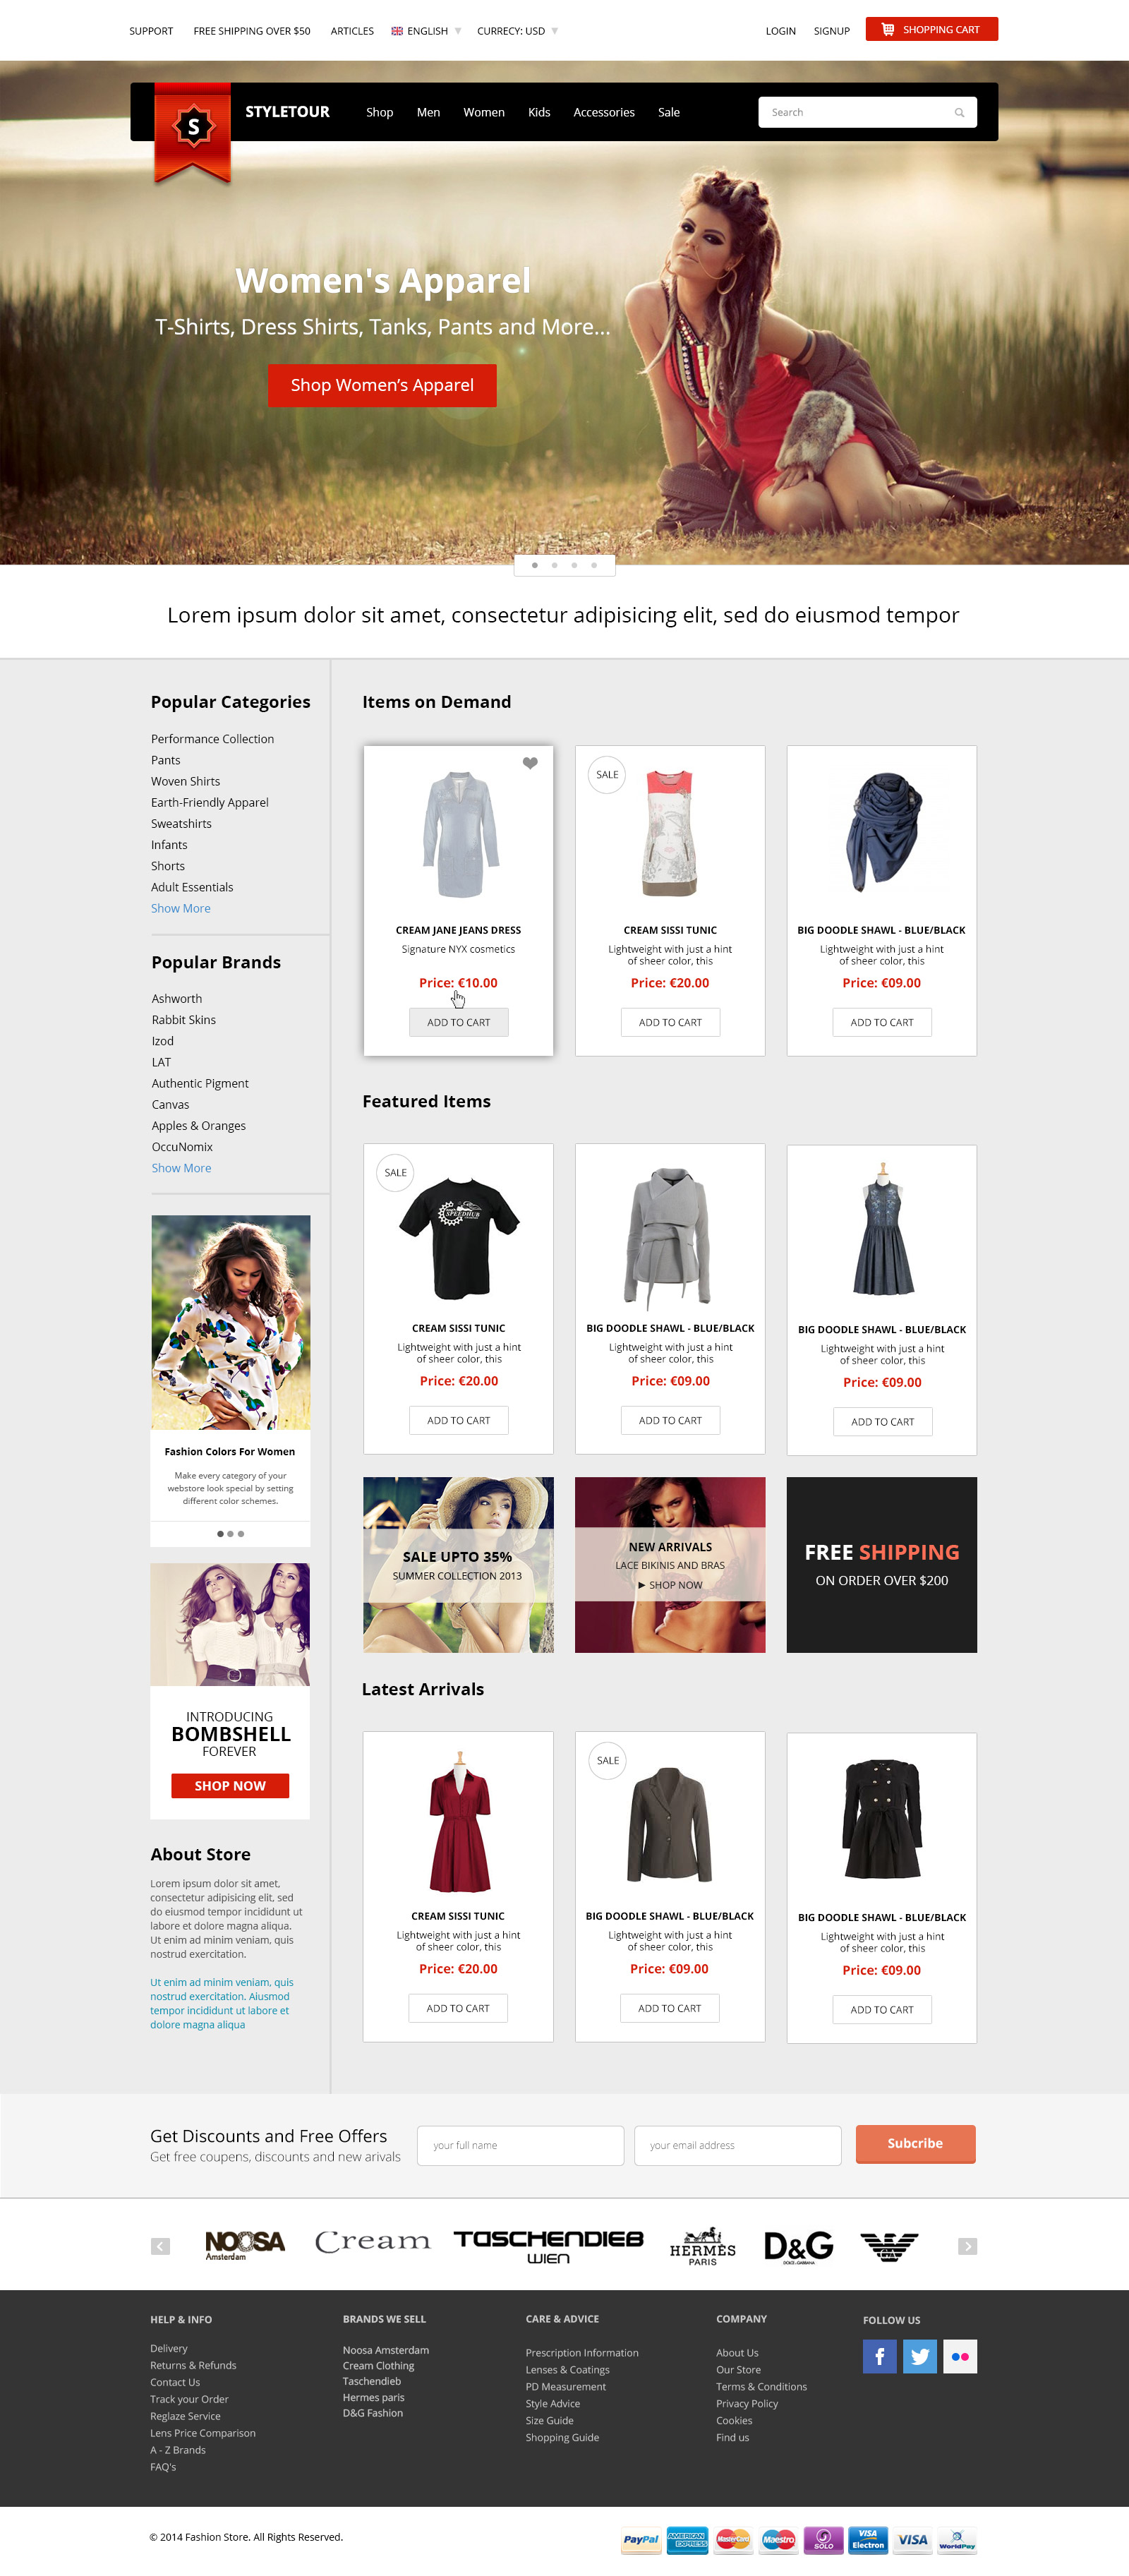 SUPPORT FREE SHIPPING OVER $50 ARTICLES ENGLISH CURRECY: USD LOGIN SIGNUP SHOPPING CART
S STYLETOUR Shop Men Women Kids Accessories Sale Search
Women's Apparel
T-Shirts, Dress Shirts, Tanks, Pants and More...
Shop Women's Apparel
Lorem ipsum dolor sit amet, consectetur adipisicing elit, sed do eiusmod tempor
Popular Categories
Performance Collection
Pants
Woven Shirts
Earth-Friendly Apparel
Sweatshirts
Infants
Shorts
Adult Essentials
Show More
Popular Brands
Ashworth
Rabbit Skins
Izod
LAT
Authentic Pigment
Canvas
Apples & Oranges
OccuNomix
Show More
Fashion Colors For Women
Make every category of your
webstore look special by setting
different color schemes.
INTRODUCING
BOMBSHELL
FOREVER
SHOP NOW
About Store
Lorem ipsum dolor sit amet,
consectetur adipisicing elit, sed
do eiusmod tempor incididunt ut
labore et dolore magna aliqua.
Ut enim ad minim veniam, quis
nostrud exercitation.
Ut enim ad minim veniam, quis
nostrud exercitation. Aiusmod
tempor incididunt ut labore et
dolore magna aliqua
Items on Demand
CREAM JANE JEANS DRESS
Signature NYX cosmetics
Price: €10.00
ADD TO CART
SALE
CREAM SISSI TUNIC
Lightweight with just a hint
of sheer color, this
Price: €20.00
ADD TO CART
BIG DOODLE SHAWL - BLUE/BLACK
Lightweight with just a hint
of sheer color, this
Price: €09.00
ADD TO CART
Featured Items
SALE
SPEEDHUB
CREAM SISSI TUNIC
Lightweight with just a hint
of sheer color, this
Price: €20.00
ADD TO CART
BIG DOODLE SHAWL - BLUE/BLACK
Lightweight with just a hint
of sheer color, this
Price: €09.00
ADD TO CART
BIG DOODLE SHAWL - BLUE/BLACK
Lightweight with just a hint
of sheer color, this
Price: €09.00
ADD TO CART
SALE UPTO 35%
SUMMER COLLECTION 2013
NEW ARRIVALS
LACE BIKINIS AND BRAS
SHOP NOW
FREE SHIPPING
ON ORDER OVER $200
Latest Arrivals
CREAM SISSI TUNIC
Lightweight with just a hint
of sheer color, this
Price: €20.00
ADD TO CART
SALE
BIG DOODLE SHAWL - BLUE/BLACK
Lightweight with just a hint
of sheer color, this
Price: €09.00
ADD TO CART
BIG DOODLE SHAWL - BLUE/BLACK
Lightweight with just a hint
of sheer color, this
Price: €09.00
ADD TO CART
Get Discounts and Free Offers
Get free coupons, discounts and new arivals
your full name your email address Subcribe
NOOSA
Amsterdam
Cream
TASCHENDIEB
WIEN
HERMES
PARIS
D&G
DOLCE & GABBANA
HELP & INFO
Delivery
Returns & Refunds
Contact Us
Track your Order
Reglaze Service
Lens Price Comparison
A - Z Brands
FAQ's
BRANDS WE SELL
Noosa Amsterdam
Cream Clothing
Taschendieb
Hermes paris
D&G Fashion
CARE & ADVICE
Prescription Information
Lenses & Coatings
PD Measurement
Style Advice
Size Guide
Shopping Guide
COMPANY
About Us
Our Store
Terms & Conditions
Privacy Policy
Cookies
Find us
FOLLOW US
f
© 2014 Fashion Store. All Rights Reserved.
PayPal
AMERICAN EXPRESS
MasterCard
Maestro
SOLO
VISA Electron
VISA
WorldPay